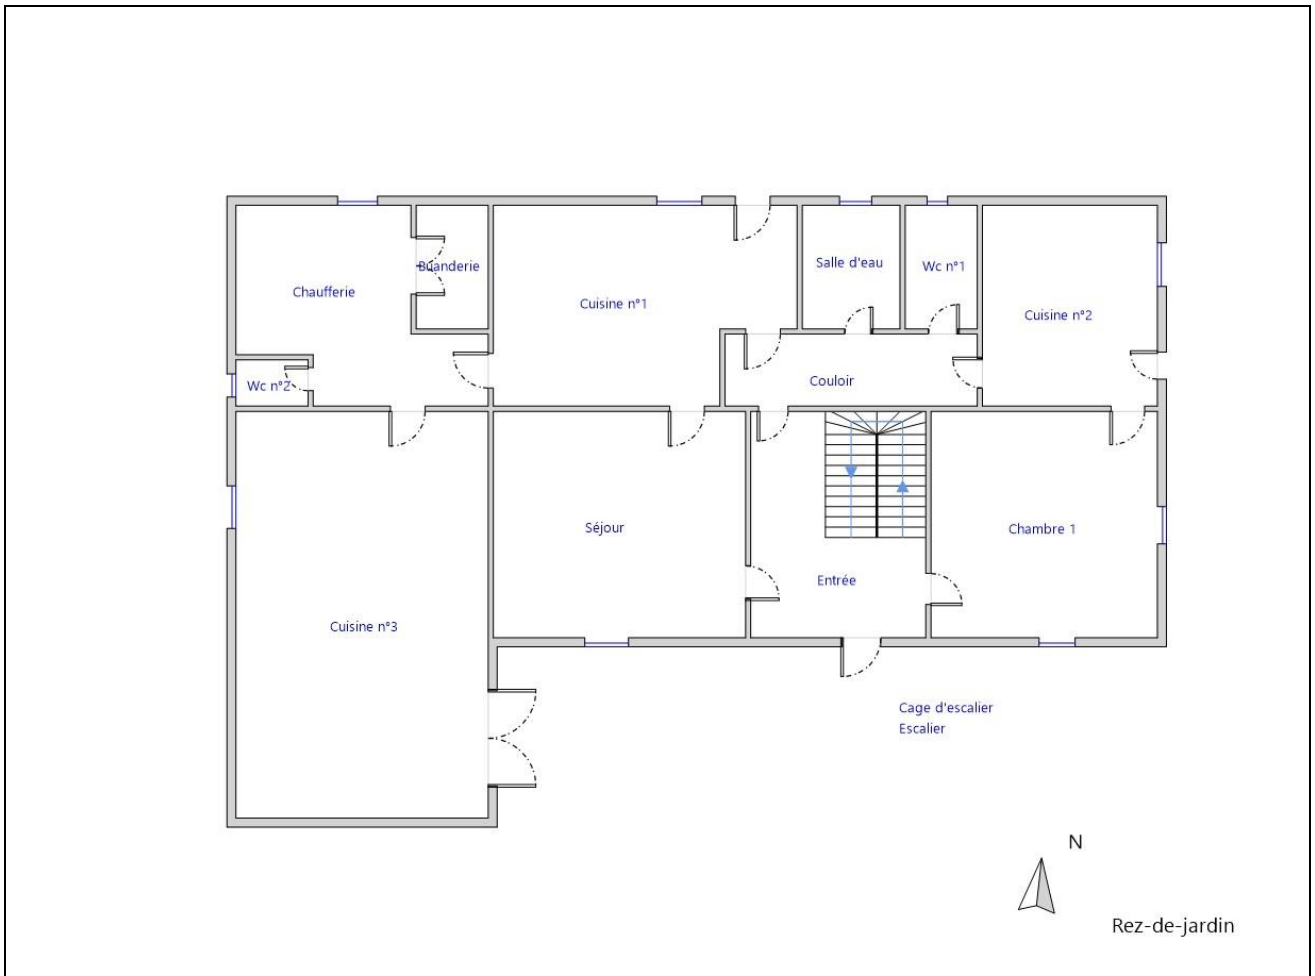 Salle d'eau
Buanderie
Wc n°1
Chaufferie
Cuisine n°1
Cuisine n°2
Couloir
Wc n°2
Séjour
Chambre 1
Entrée
Cuisine n°3
Cage d'escalier
Escalier
N
Rez-de-jardin